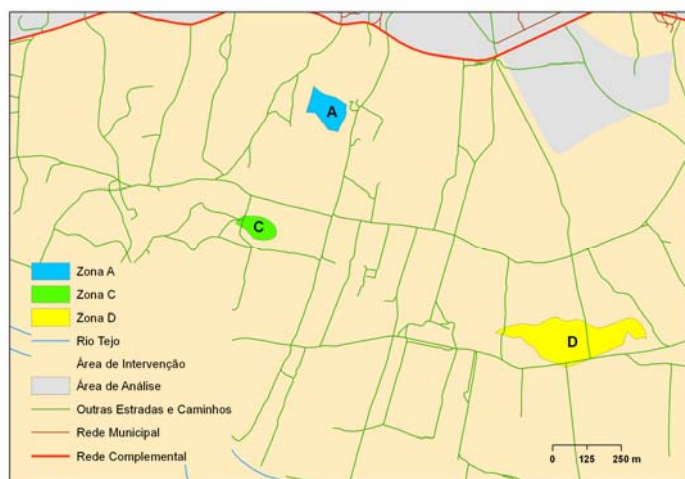 A
C
D
Zona A
Zona C
Zona D
Rio Tejo
Área de Intervenção
Área de Análise
Outras Estradas e Caminhos
Rede Municipal
Rede Complemental
0 125 250 m